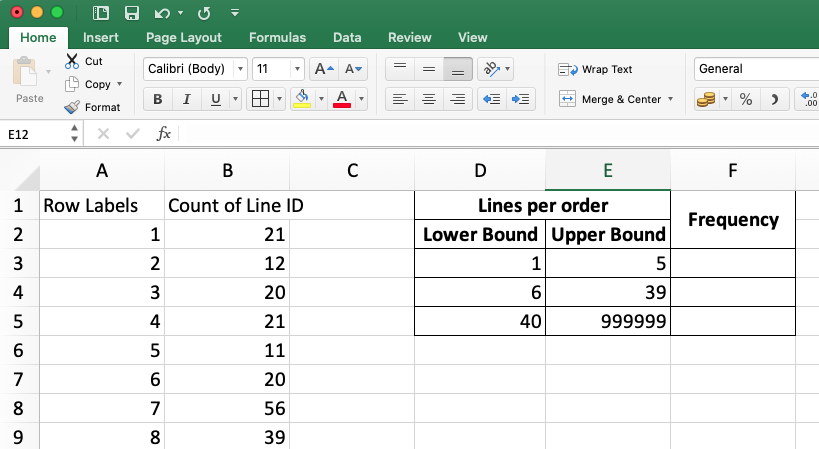 Home Insert Page Layout Formulas Data Review View
Paste
Cut
Copy
Format
Calibri (Body) 11 A A
B I U A
Wrap Text
Merge & Center
General
% .0 .00
E12 fx
A B C D E F
1 Row Labels Count of Line ID Lines per order Frequency
2 1 21 Lower Bound Upper Bound
3 2 12 1 5
4 3 20 6 39
5 4 21 40 999999
6 5 11
7 6 20
8 7 56
9 8 39